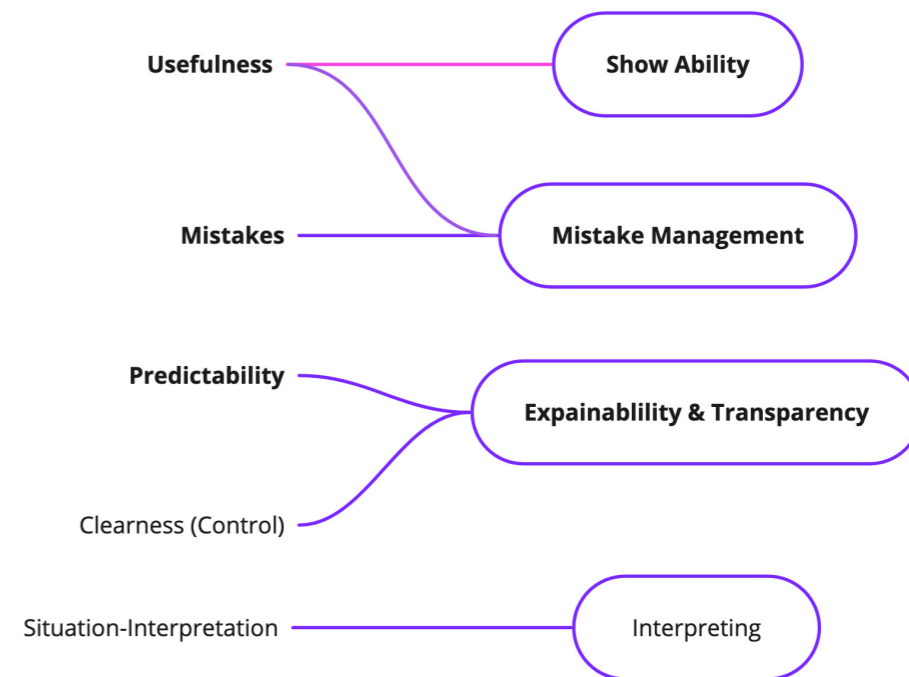 Usefulness
Show Ability
Mistakes
Mistake Management
Predictability
Expainablility & Transparency
Clearness (Control)
Situation-Interpretation
Interpreting